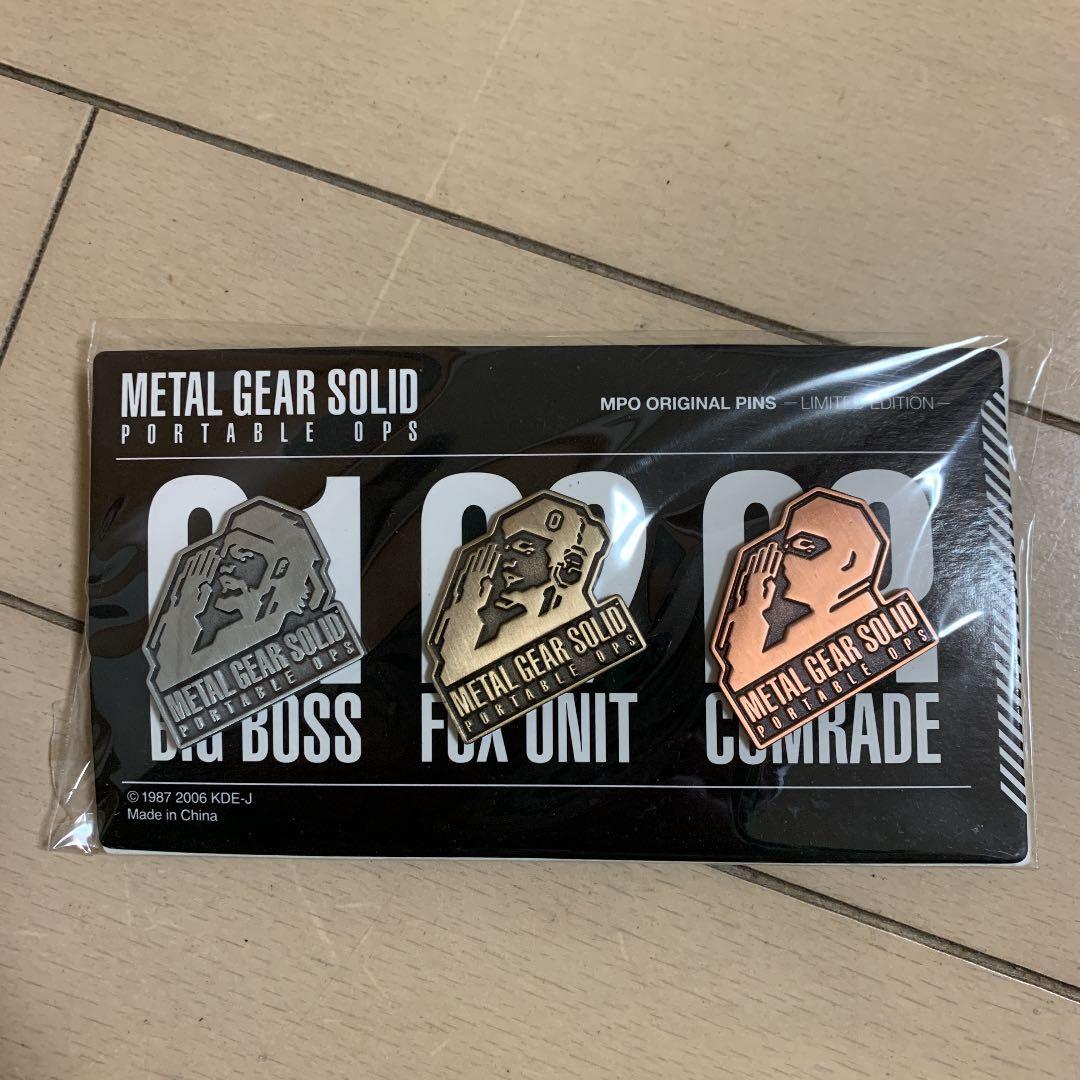 METAL GEAR SOLID
PORTABLE OPS
MPO ORIGINAL PINS —LIMITED EDITION—
01
METAL GEAR SOLID
PORTABLE OPS
METAL GEAR SOLID
PORTABLE OPS
METAL GEAR SOLID
PORTABLE OPS
BIG BOSS
FOX UNIT
COMRADE
© 1987 2006 KDE-J
Made in China